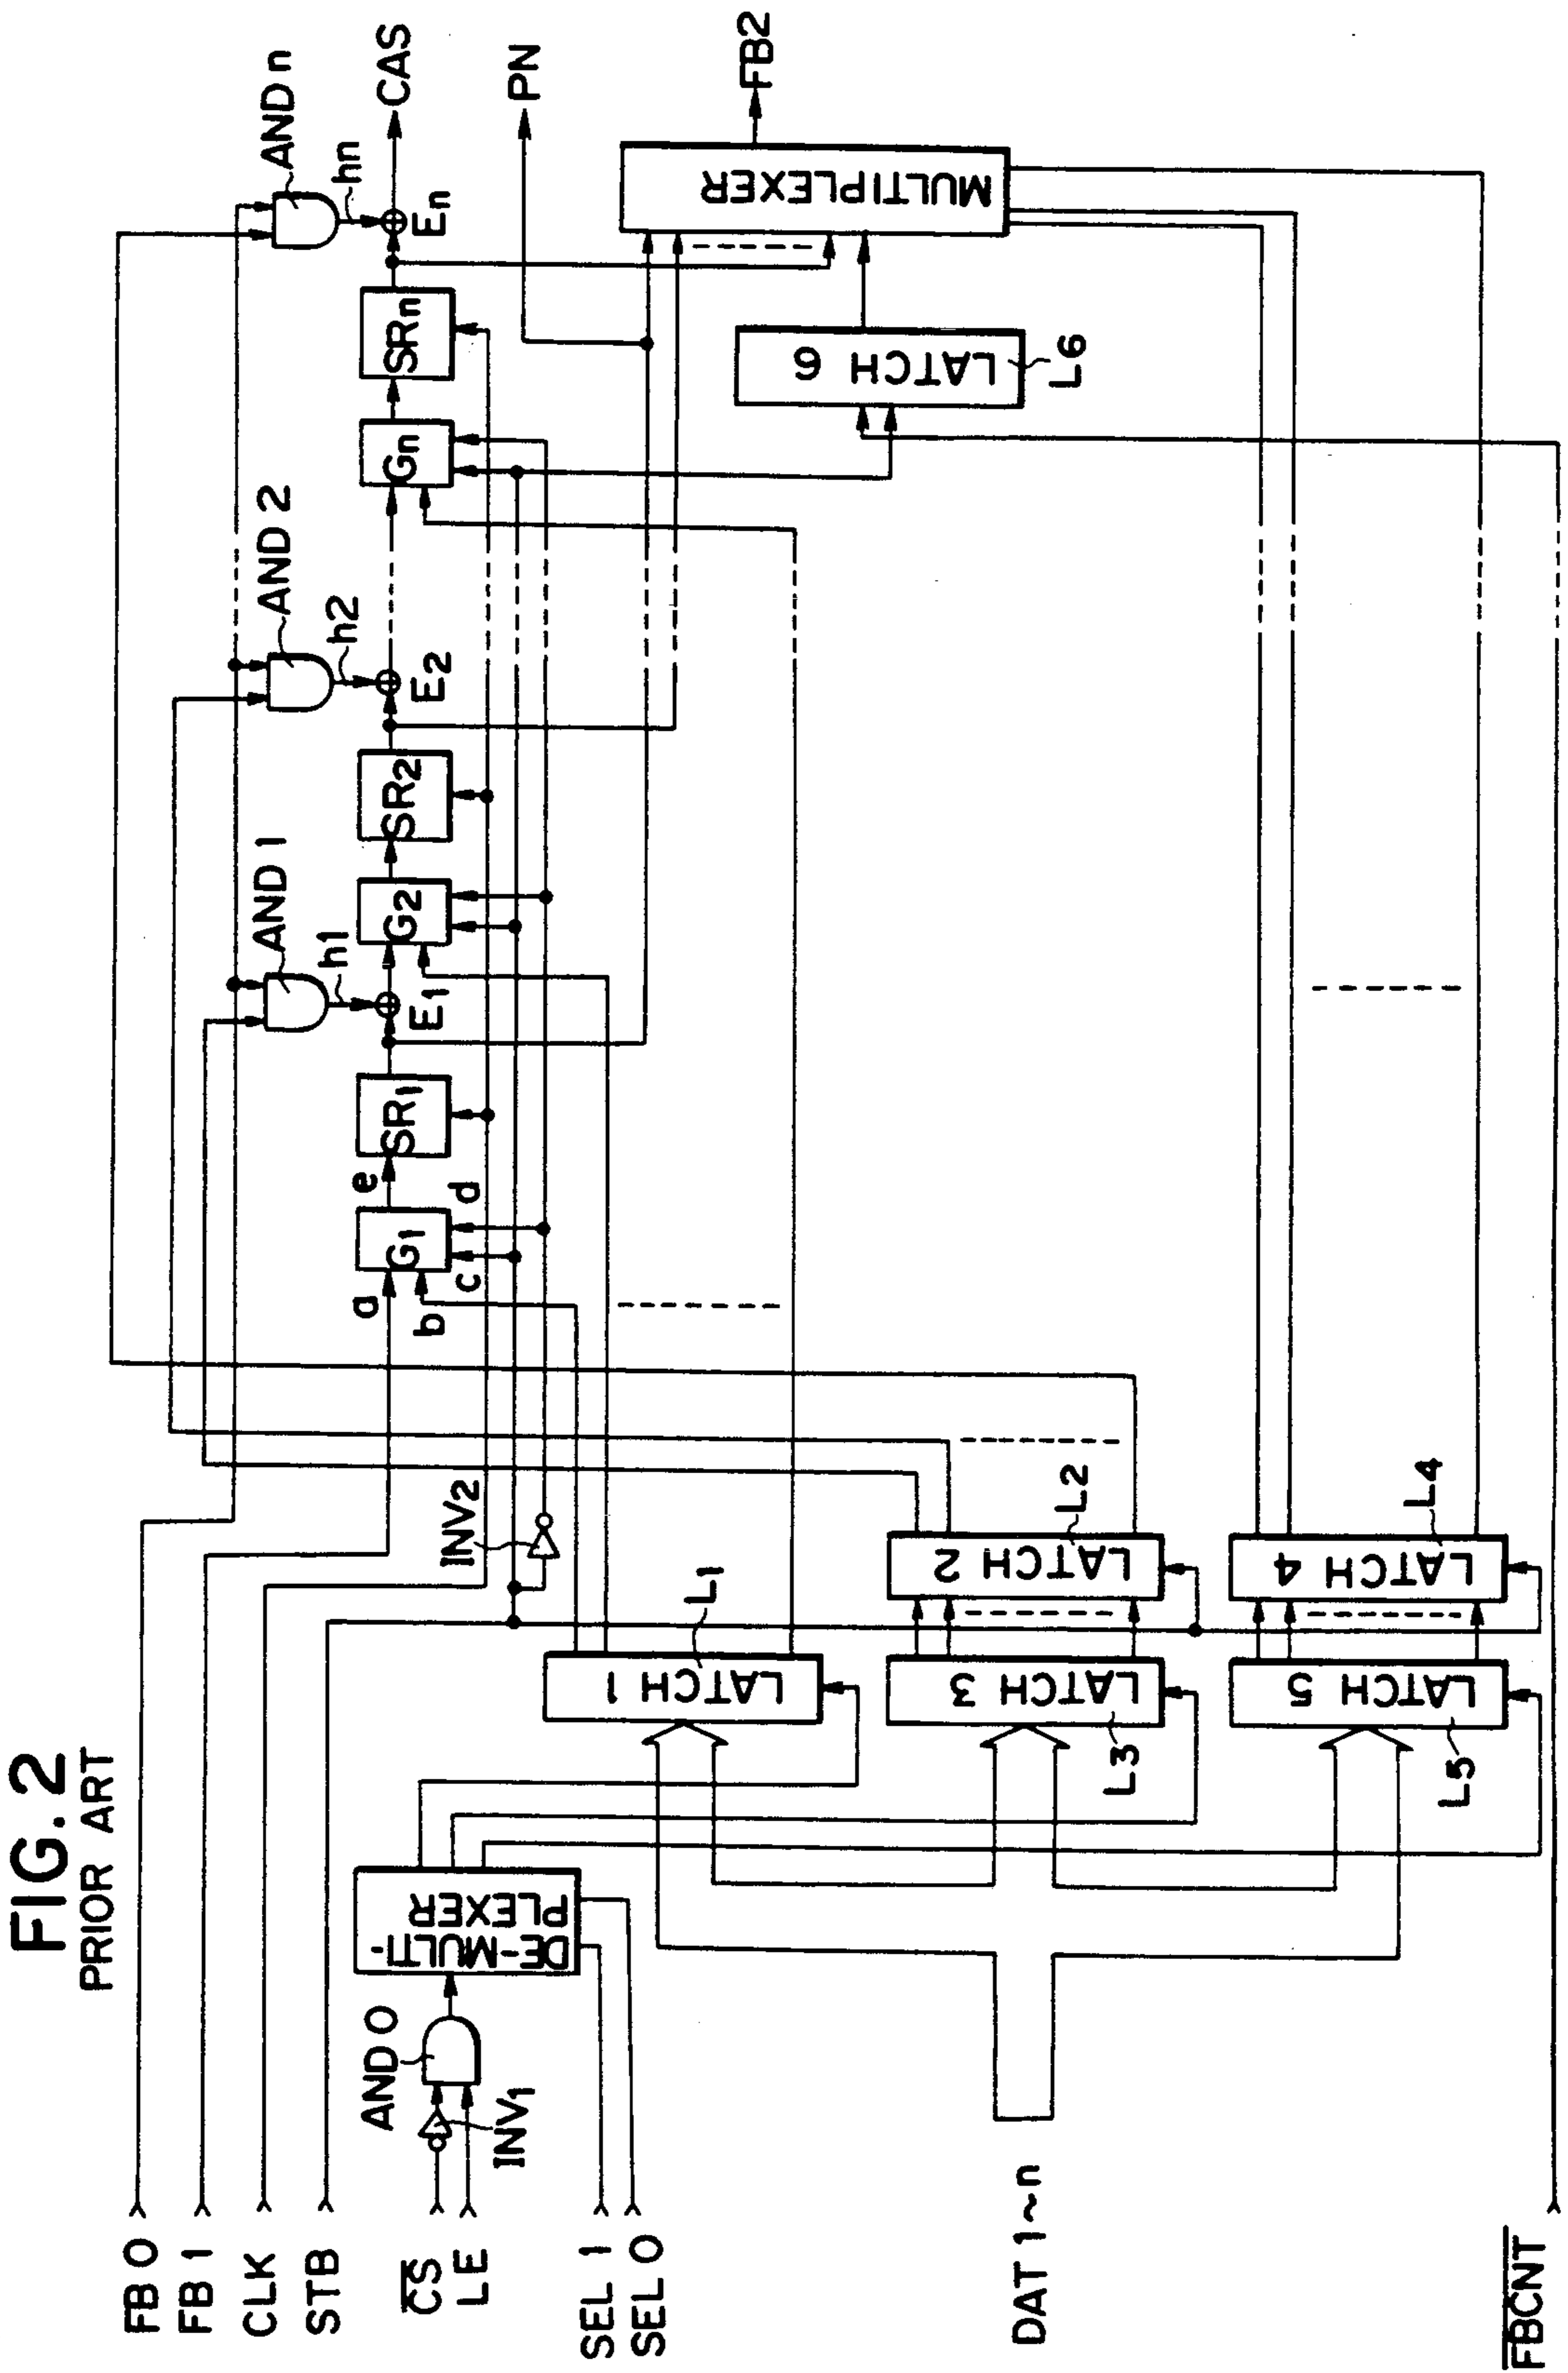 FIG. 2
PRIOR ART
FB 0
FB 1
CLK
STB
CS
LE
SEL 1
SEL 0
DAT 1~n
FBCNT
AND 0
INV1
DE-MULTI-
PLEXER
INV2
LATCH 1
L1
LATCH 3
L3
LATCH 2
L2
LATCH 5
L5
LATCH 4
L4
a
b
c
d
e
G1
SR1
E1
h1
AND 1
G2
SR2
E2
h2
AND 2
Gn
SRn
En
hn
AND n
CAS
PN
MULTIPLEXER
FB2
LATCH 6
L6